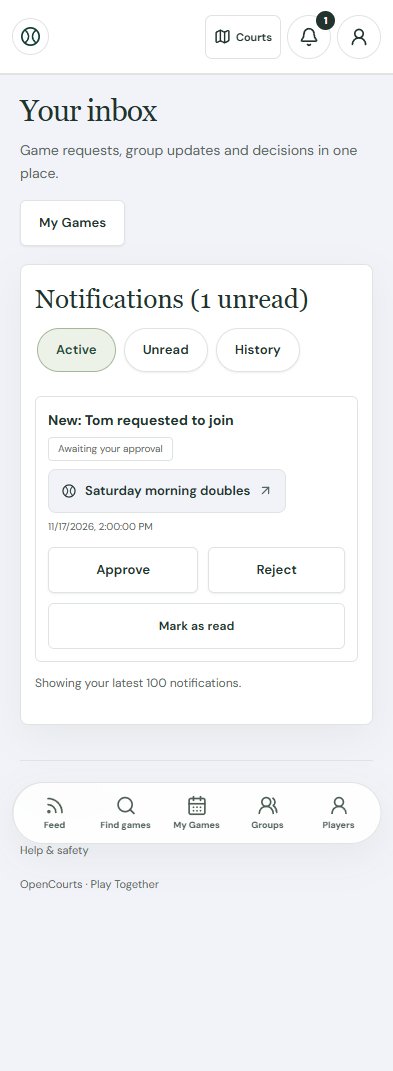 Courts
1
Your inbox
Game requests, group updates and decisions in one
place.
My Games
Notifications (1 unread)
Active
Unread
History
New: Tom requested to join
Awaiting your approval
Saturday morning doubles
11/17/2026, 2:00:00 PM
Approve
Reject
Mark as read
Showing your latest 100 notifications.
Feed
Find games
My Games
Groups
Players
Help & safety
OpenCourts · Play Together